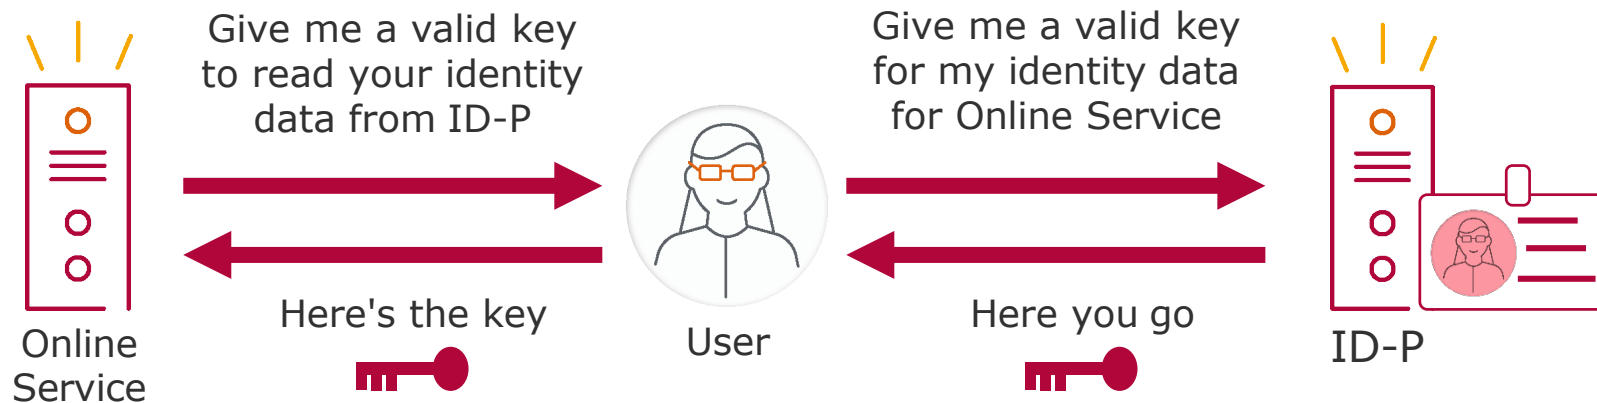 Give me a valid key
to read your identity
data from ID-P
Give me a valid key
for my identity data
for Online Service
Here's the key
Here you go
Online
Service
User
ID-P